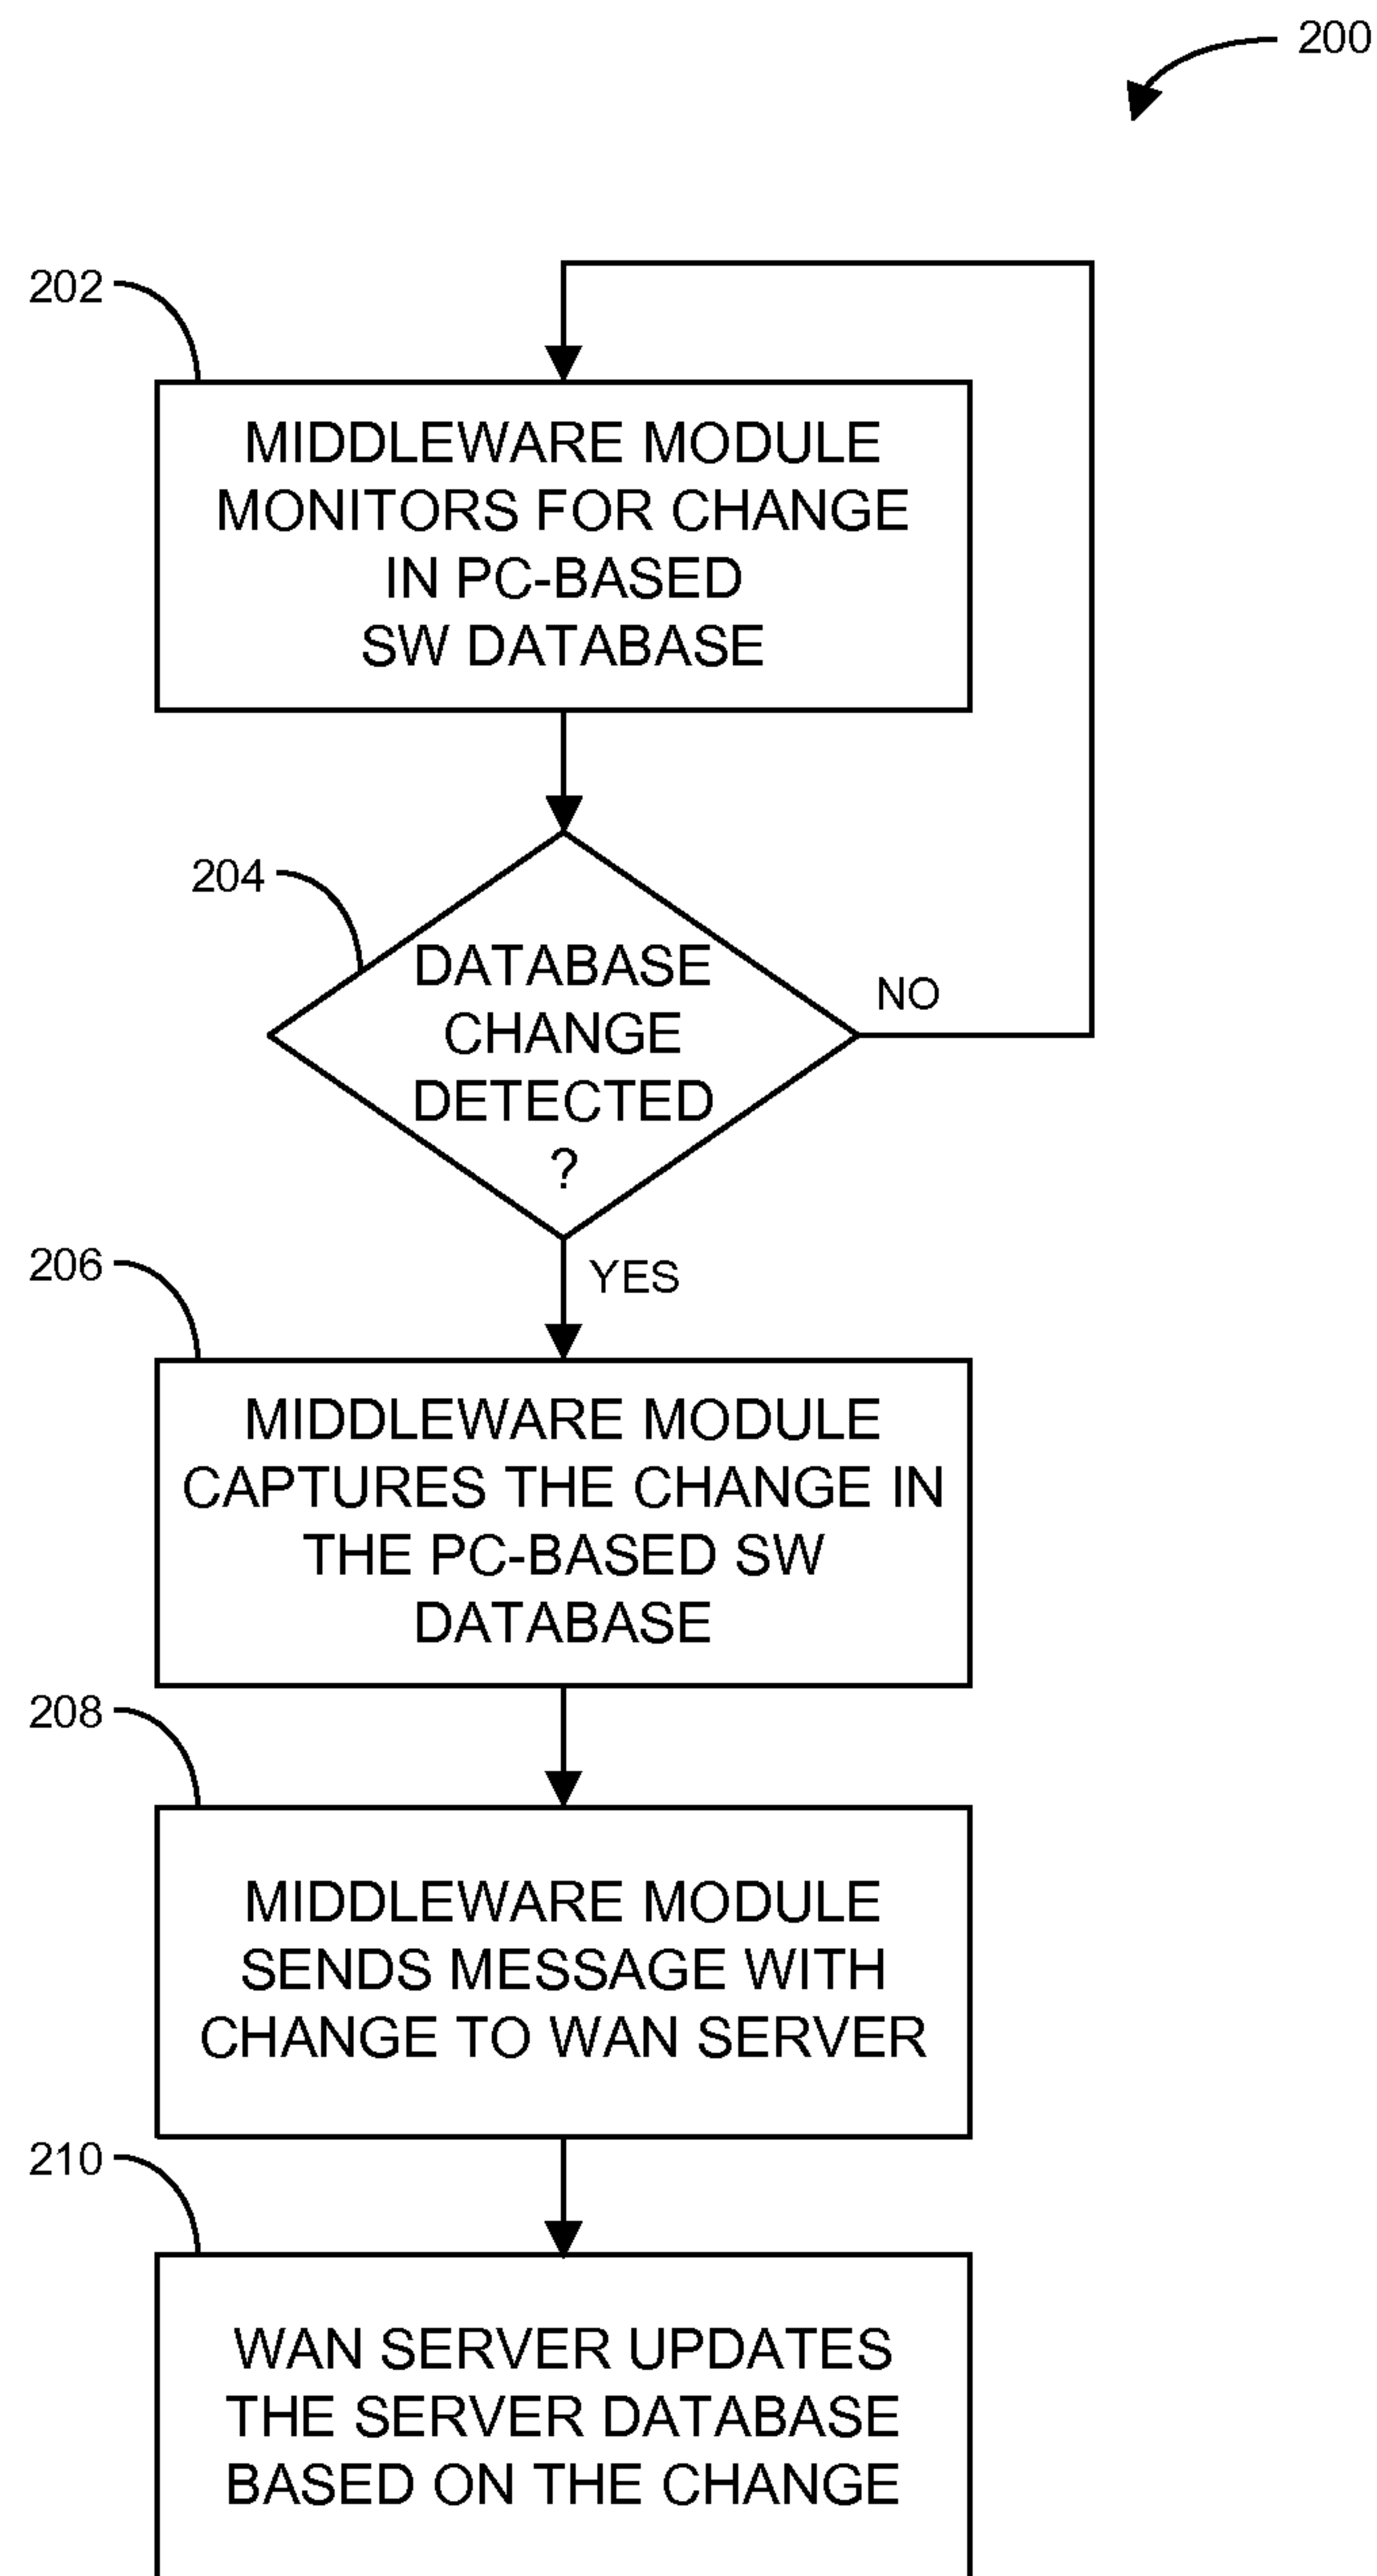 200
202
MIDDLEWARE MODULE
MONITORS FOR CHANGE
IN PC-BASED
SW DATABASE
204
DATABASE
CHANGE
DETECTED
?
NO
YES
206
MIDDLEWARE MODULE
CAPTURES THE CHANGE IN
THE PC-BASED SW
DATABASE
208
MIDDLEWARE MODULE
SENDS MESSAGE WITH
CHANGE TO WAN SERVER
210
WAN SERVER UPDATES
THE SERVER DATABASE
BASED ON THE CHANGE